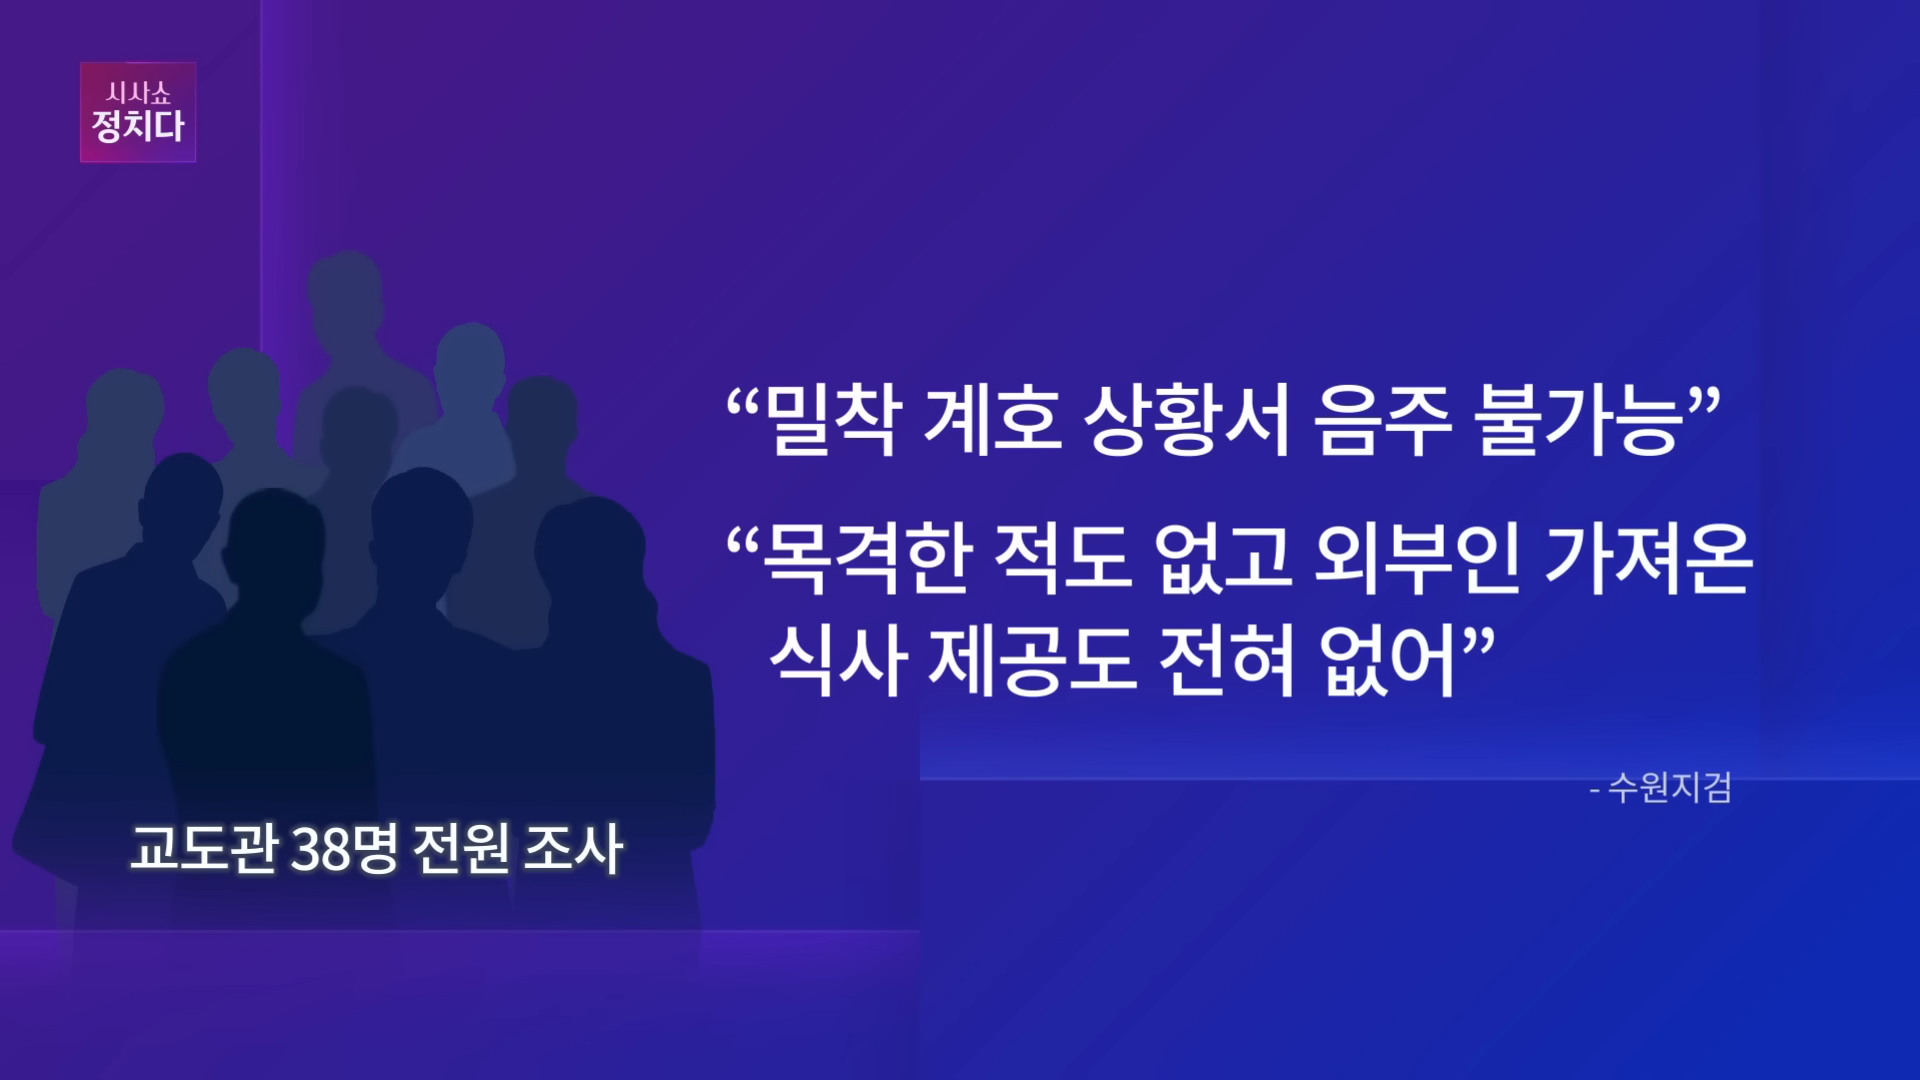 시사쇼
정치다
“밀착 계호 상황서 음주 불가능”
“목격한 적도 없고 외부인 가져온
식사 제공도 전혀 없어”
- 수원지검
교도관 38명 전원 조사